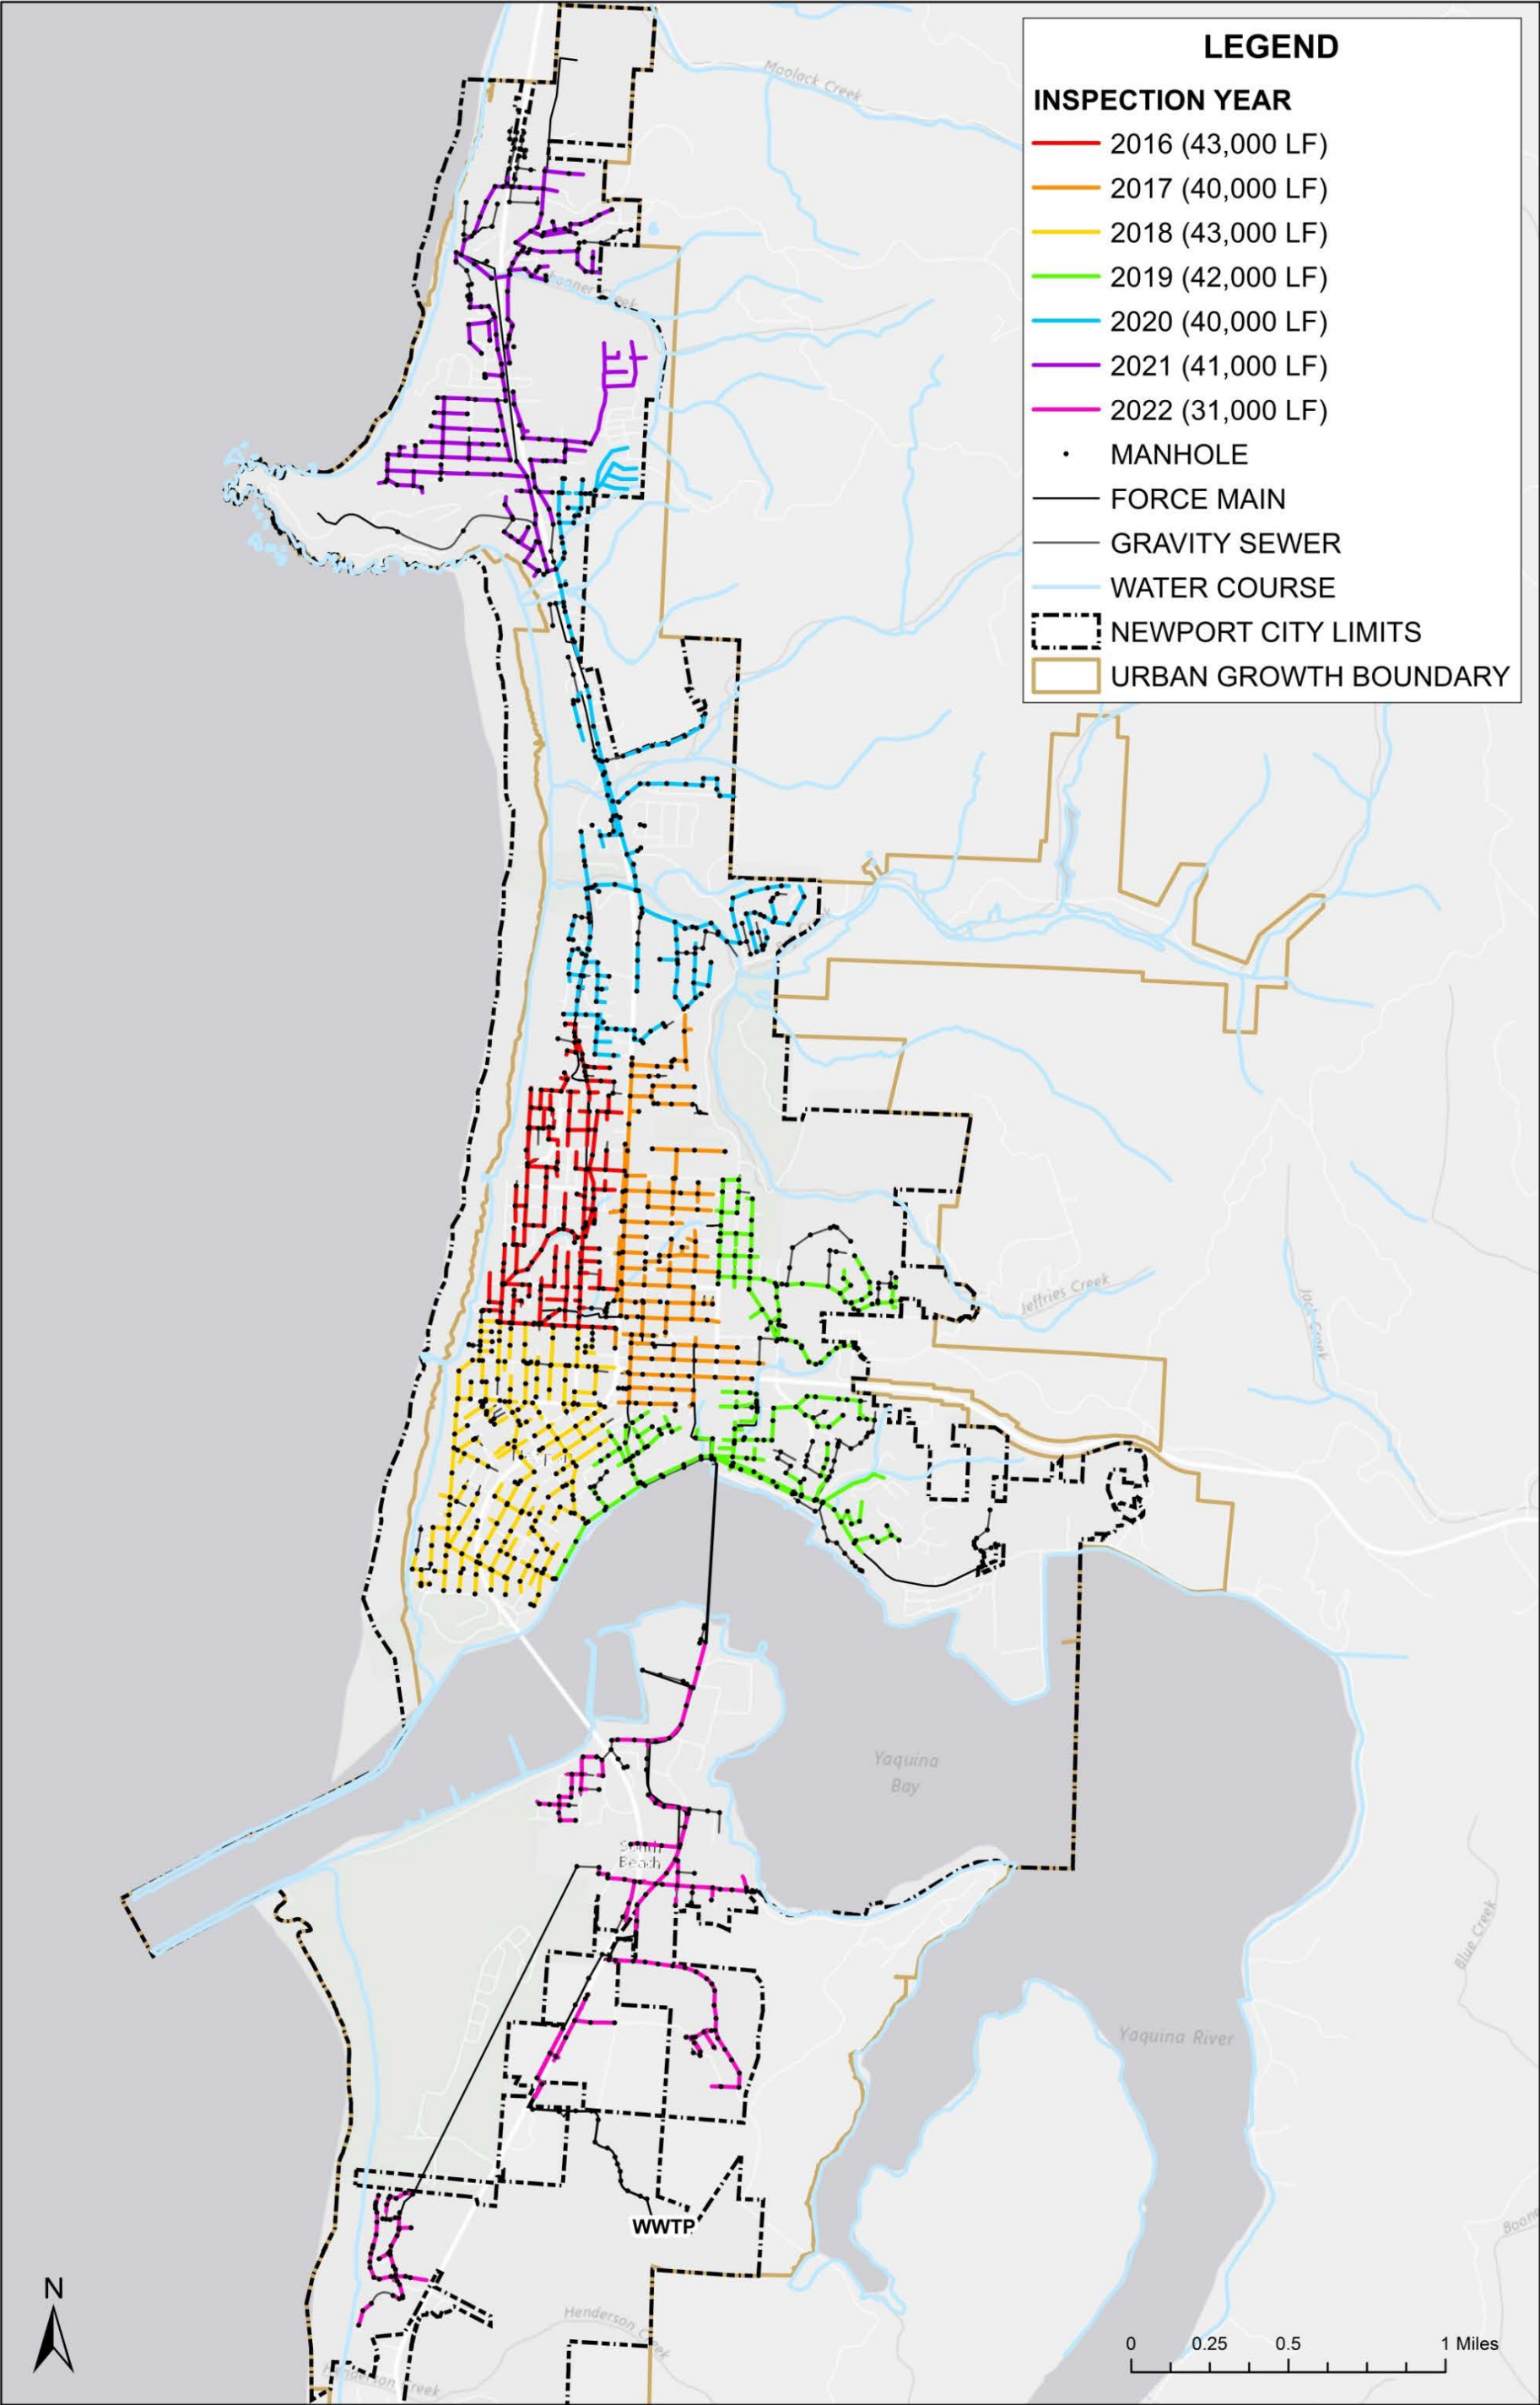 LEGEND
INSPECTION YEAR
2016 (43,000 LF)
2017 (40,000 LF)
2018 (43,000 LF)
2019 (42,000 LF)
2020 (40,000 LF)
2021 (41,000 LF)
2022 (31,000 LF)
MANHOLE
FORCE MAIN
GRAVITY SEWER
WATER COURSE
NEWPORT CITY LIMITS
URBAN GROWTH BOUNDARY
Moolack Creek
Creek
Jeffries Creek
Jack Creek
Yaquina
Bay
South
Beach
Blue Creek
Yaquina River
WWTP
Henderson Creek
Henderson Creek
N
0 0.25 0.5 1 Miles